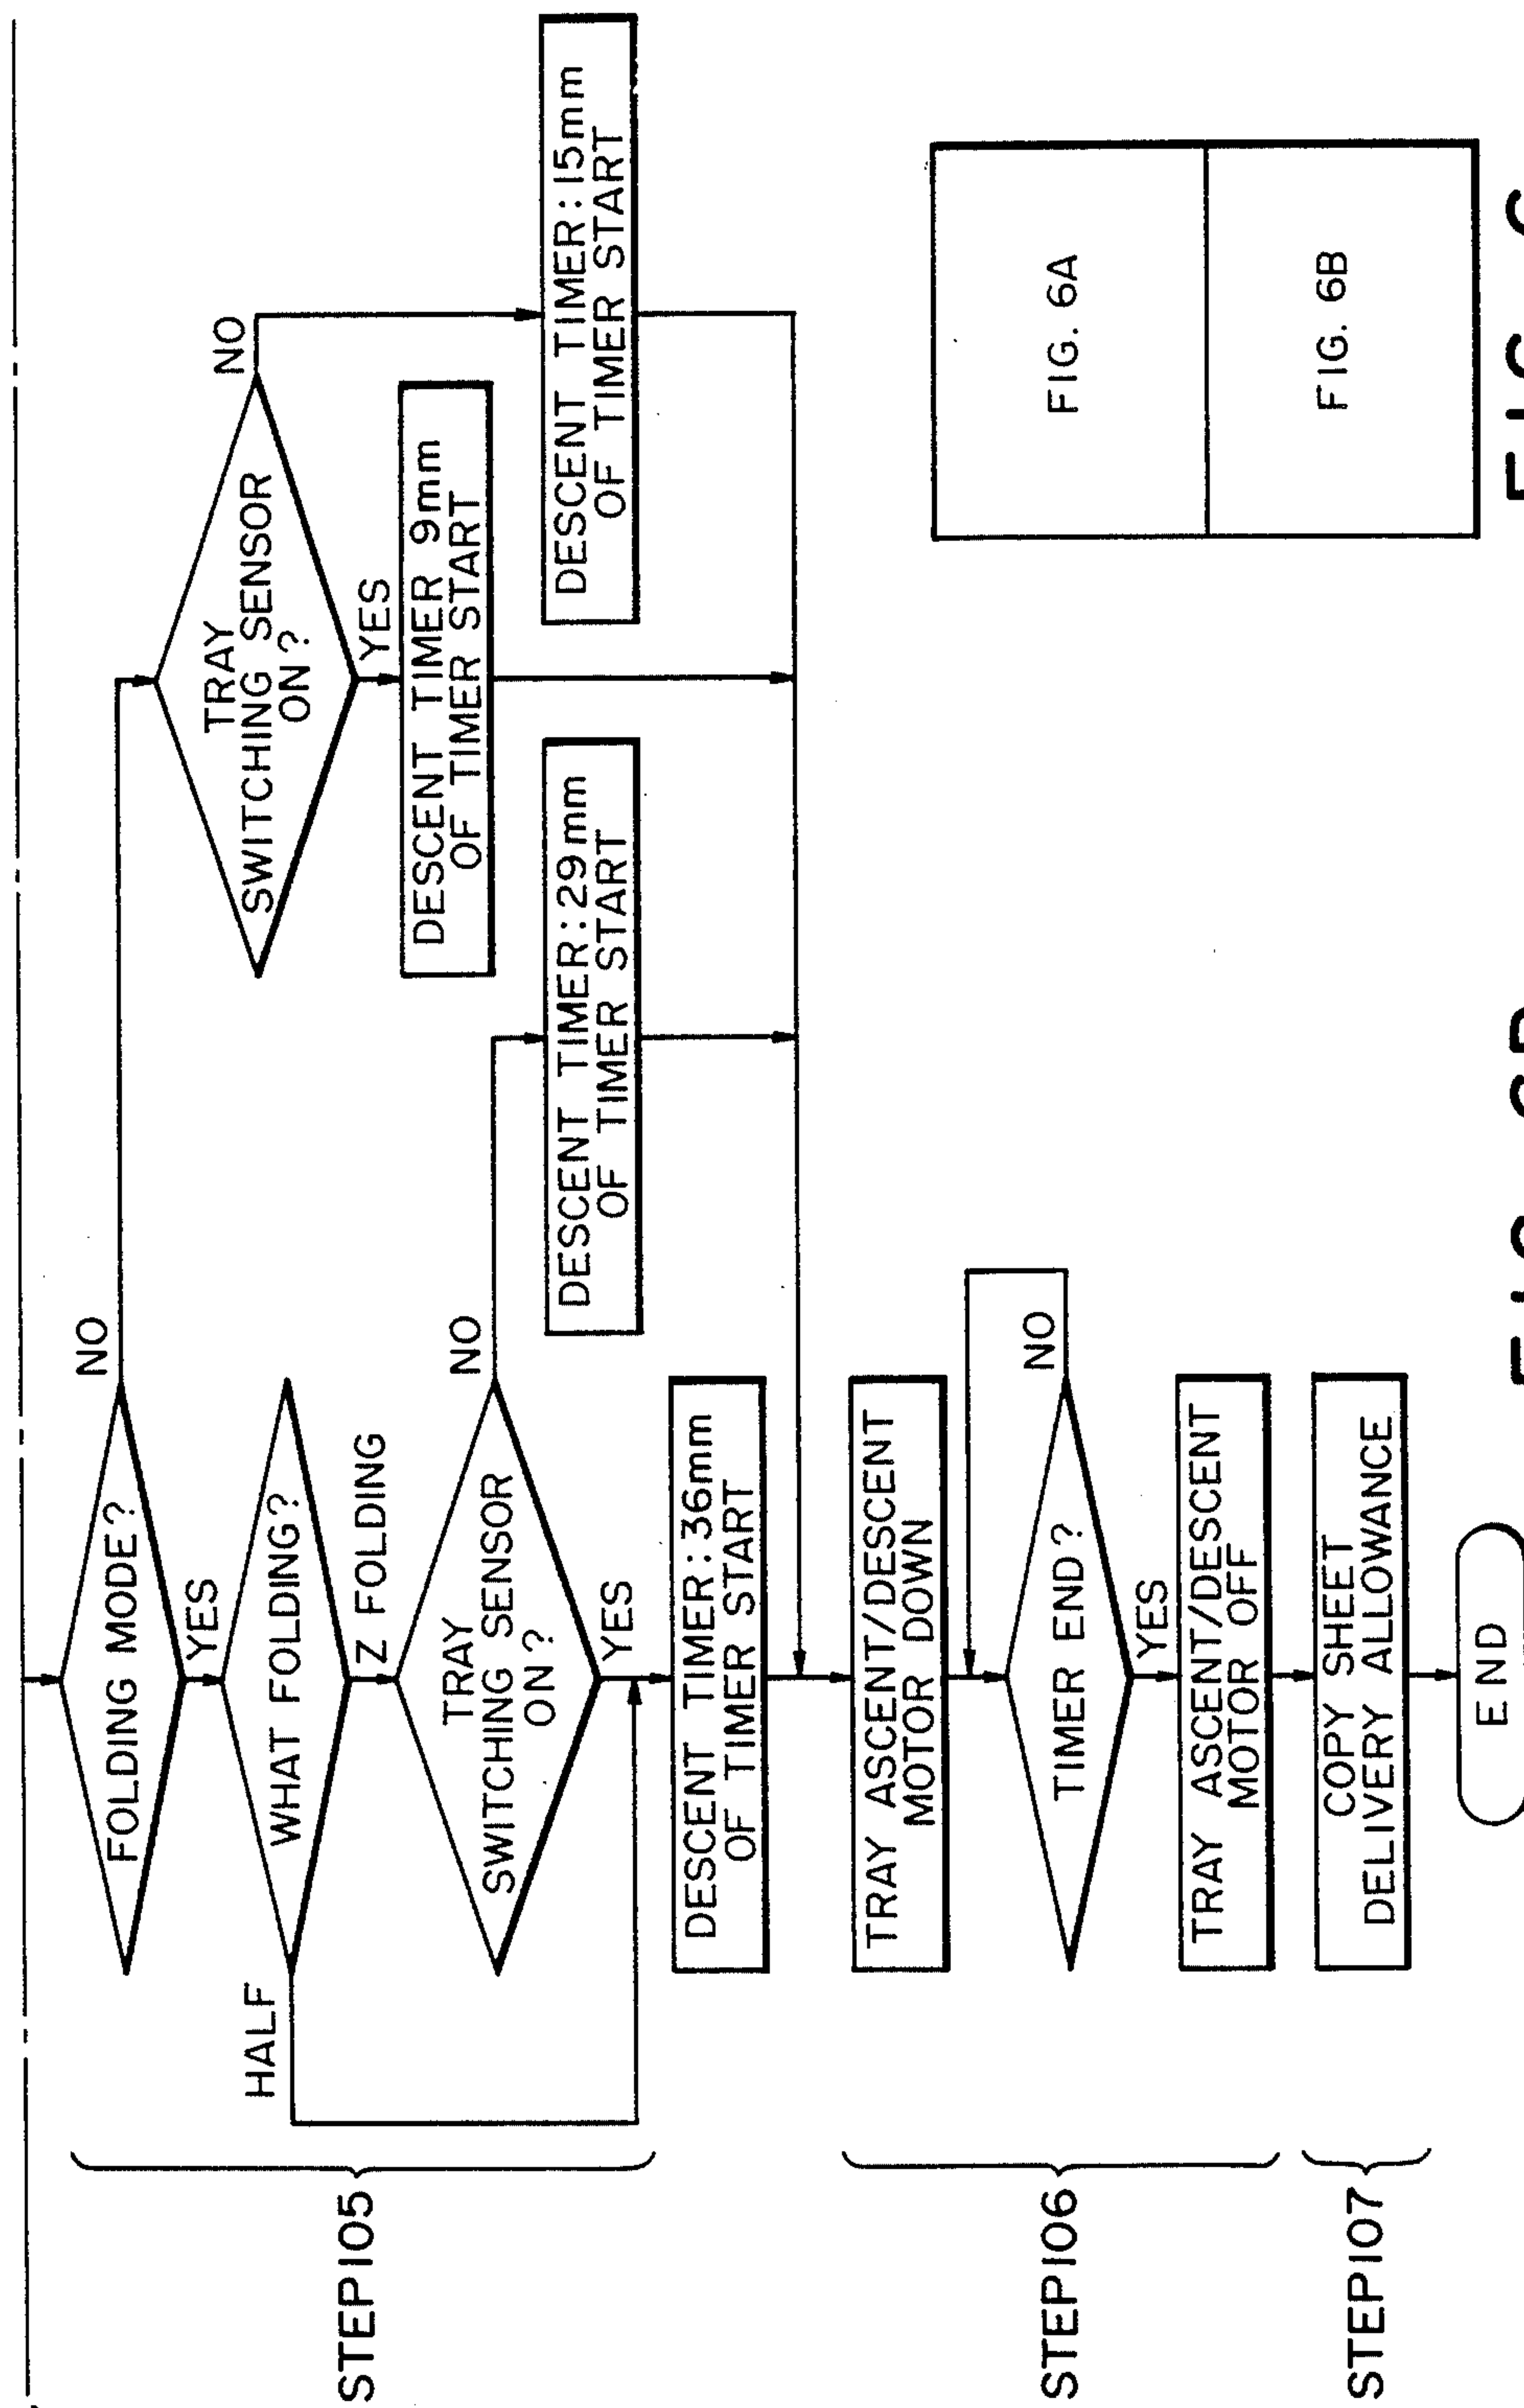 FOLDING MODE?
NO
YES
WHAT FOLDING?
HALF
Z FOLDING
TRAY
SWITCHING SENSOR
ON?
NO
YES
TRAY
SWITCHING SENSOR
ON?
NO
YES
DESCENT TIMER 9mm
OF TIMER START
DESCENT TIMER:15mm
OF TIMER START
DESCENT TIMER:29mm
OF TIMER START
DESCENT TIMER:36mm
OF TIMER START
STEP105
TRAY ASCENT/DESCENT
MOTOR DOWN
TIMER END?
NO
YES
TRAY ASCENT/DESCENT
MOTOR OFF
STEP106
COPY SHEET
DELIVERY ALLOWANCE
STEP107
END
FIG. 6A
FIG. 6B